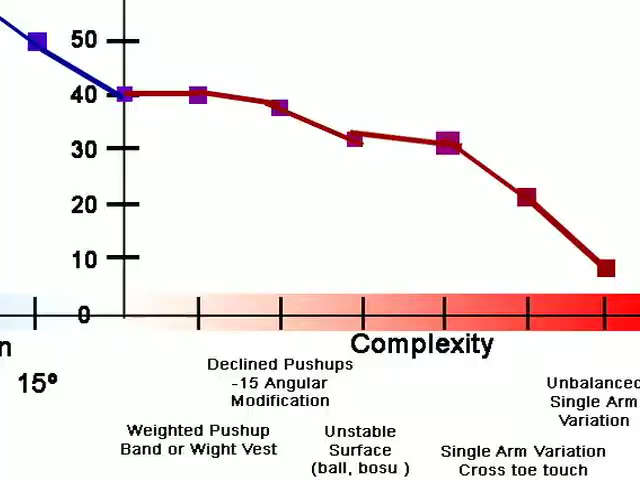 50
40
30
20
10
0
n
Complexity
15º
Declined Pushups
-15 Angular
Modification
Unbalanced
Single Arm
Variation
Weighted Pushup
Band or Wight Vest
Unstable
Surface
(ball, bosu )
Single Arm Variation
Cross toe touch